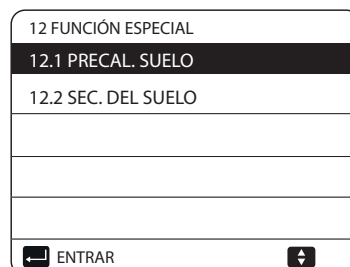 12 FUNCIÓN ESPECIAL
12.1 PRECAL. SUELO
12.2 SEC. DEL SUELO
ENTRAR